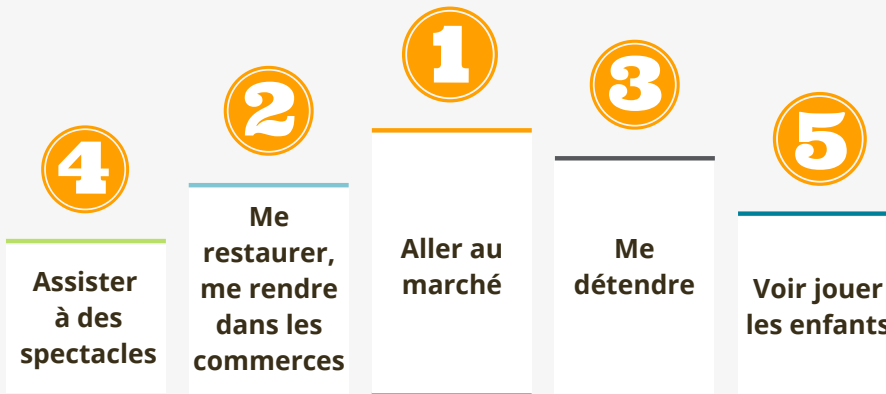 4
Assister
à des
spectacles
2
Me
restaurer,
me rendre
dans les
commerces
1
Aller au
marché
3
Me
détendre
5
Voir jouer
les enfants